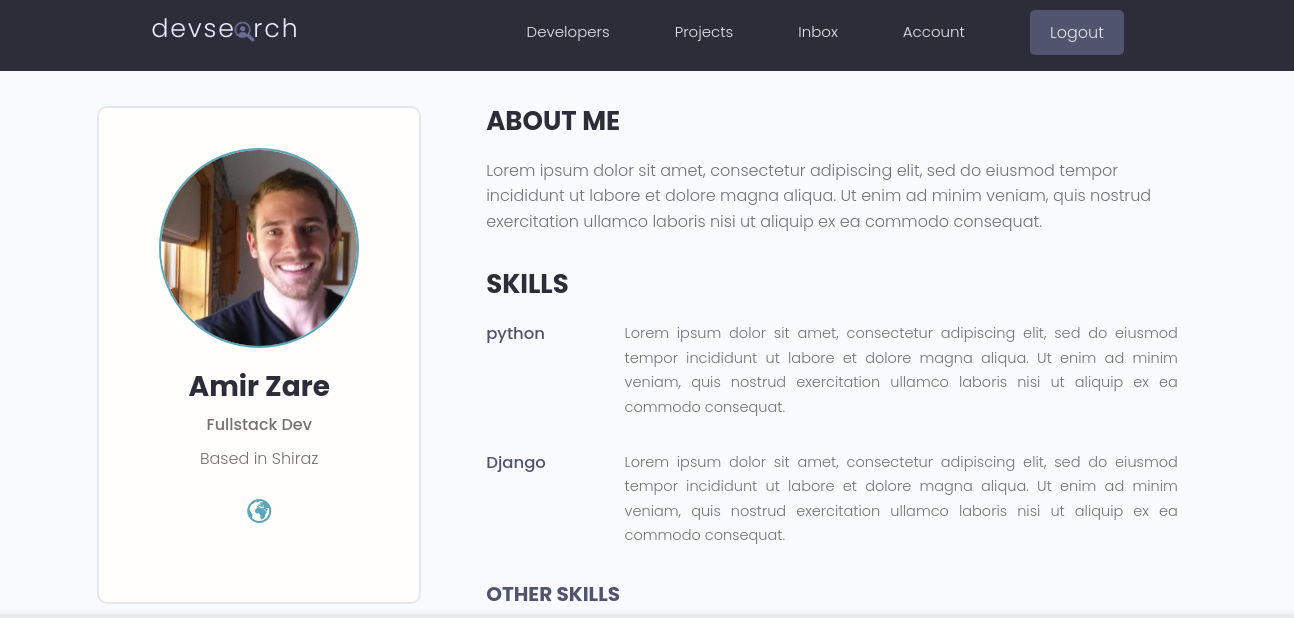 devsearch
Developers
Projects
Inbox
Account
Logout
Amir Zare
Fullstack Dev
Based in Shiraz
ABOUT ME
Lorem ipsum dolor sit amet, consectetur adipiscing elit, sed do eiusmod tempor
incididunt ut labore et dolore magna aliqua. Ut enim ad minim veniam, quis nostrud
exercitation ullamco laboris nisi ut aliquip ex ea commodo consequat.
SKILLS
python
Lorem ipsum dolor sit amet, consectetur adipiscing elit, sed do eiusmod
tempor incididunt ut labore et dolore magna aliqua. Ut enim ad minim
veniam, quis nostrud exercitation ullamco laboris nisi ut aliquip ex ea
commodo consequat.
Django
Lorem ipsum dolor sit amet, consectetur adipiscing elit, sed do eiusmod
tempor incididunt ut labore et dolore magna aliqua. Ut enim ad minim
veniam, quis nostrud exercitation ullamco laboris nisi ut aliquip ex ea
commodo consequat.
OTHER SKILLS